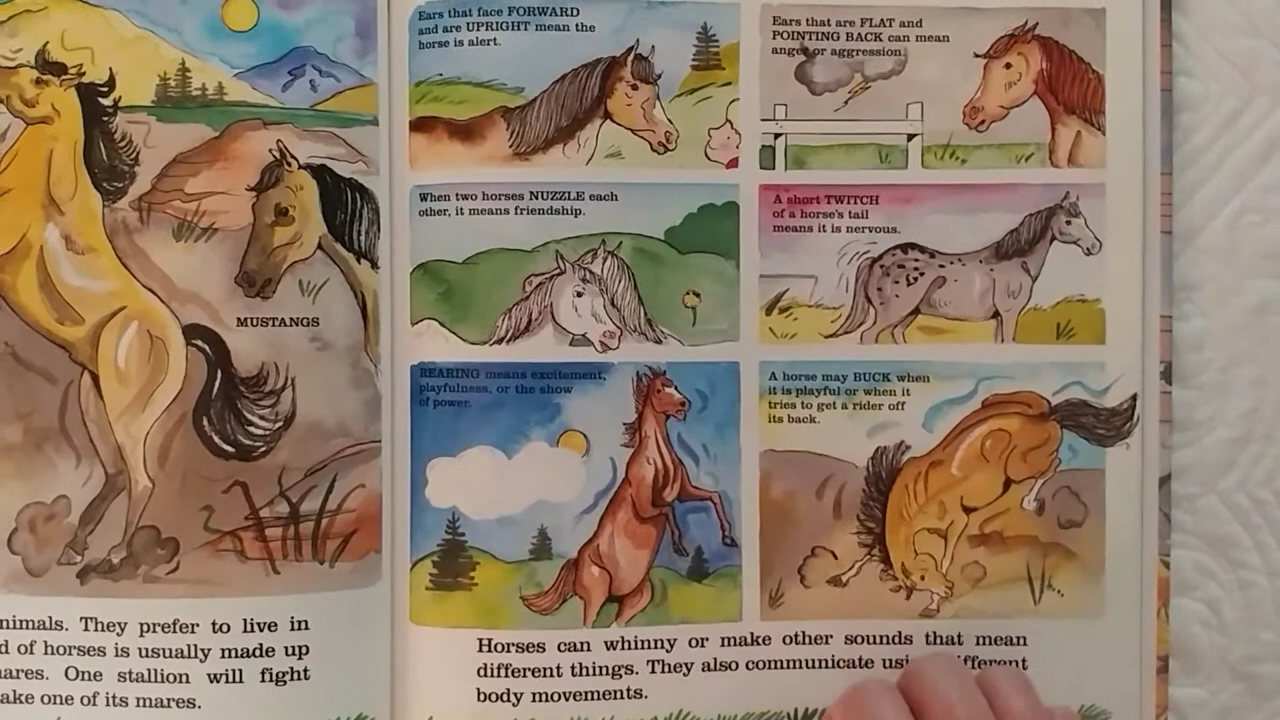 MUSTANGS
nimals. They prefer to live in
d of horses is usually made up
ares. One stallion will fight
ake one of its mares.
Ears that face FORWARD
and are UPRIGHT mean the
horse is alert.
Ears that are FLAT and
POINTING BACK can mean
anger or aggression.
When two horses NUZZLE each
other, it means friendship.
A short TWITCH
of a horse's tail
means it is nervous.
REARING means excitement,
playfulness, or the show
of power.
A horse may BUCK when
it is playful or when it
tries to get a rider off
its back.
Horses can whinny or make other sounds that mean
different things. They also communicate usi fferent
body movements.